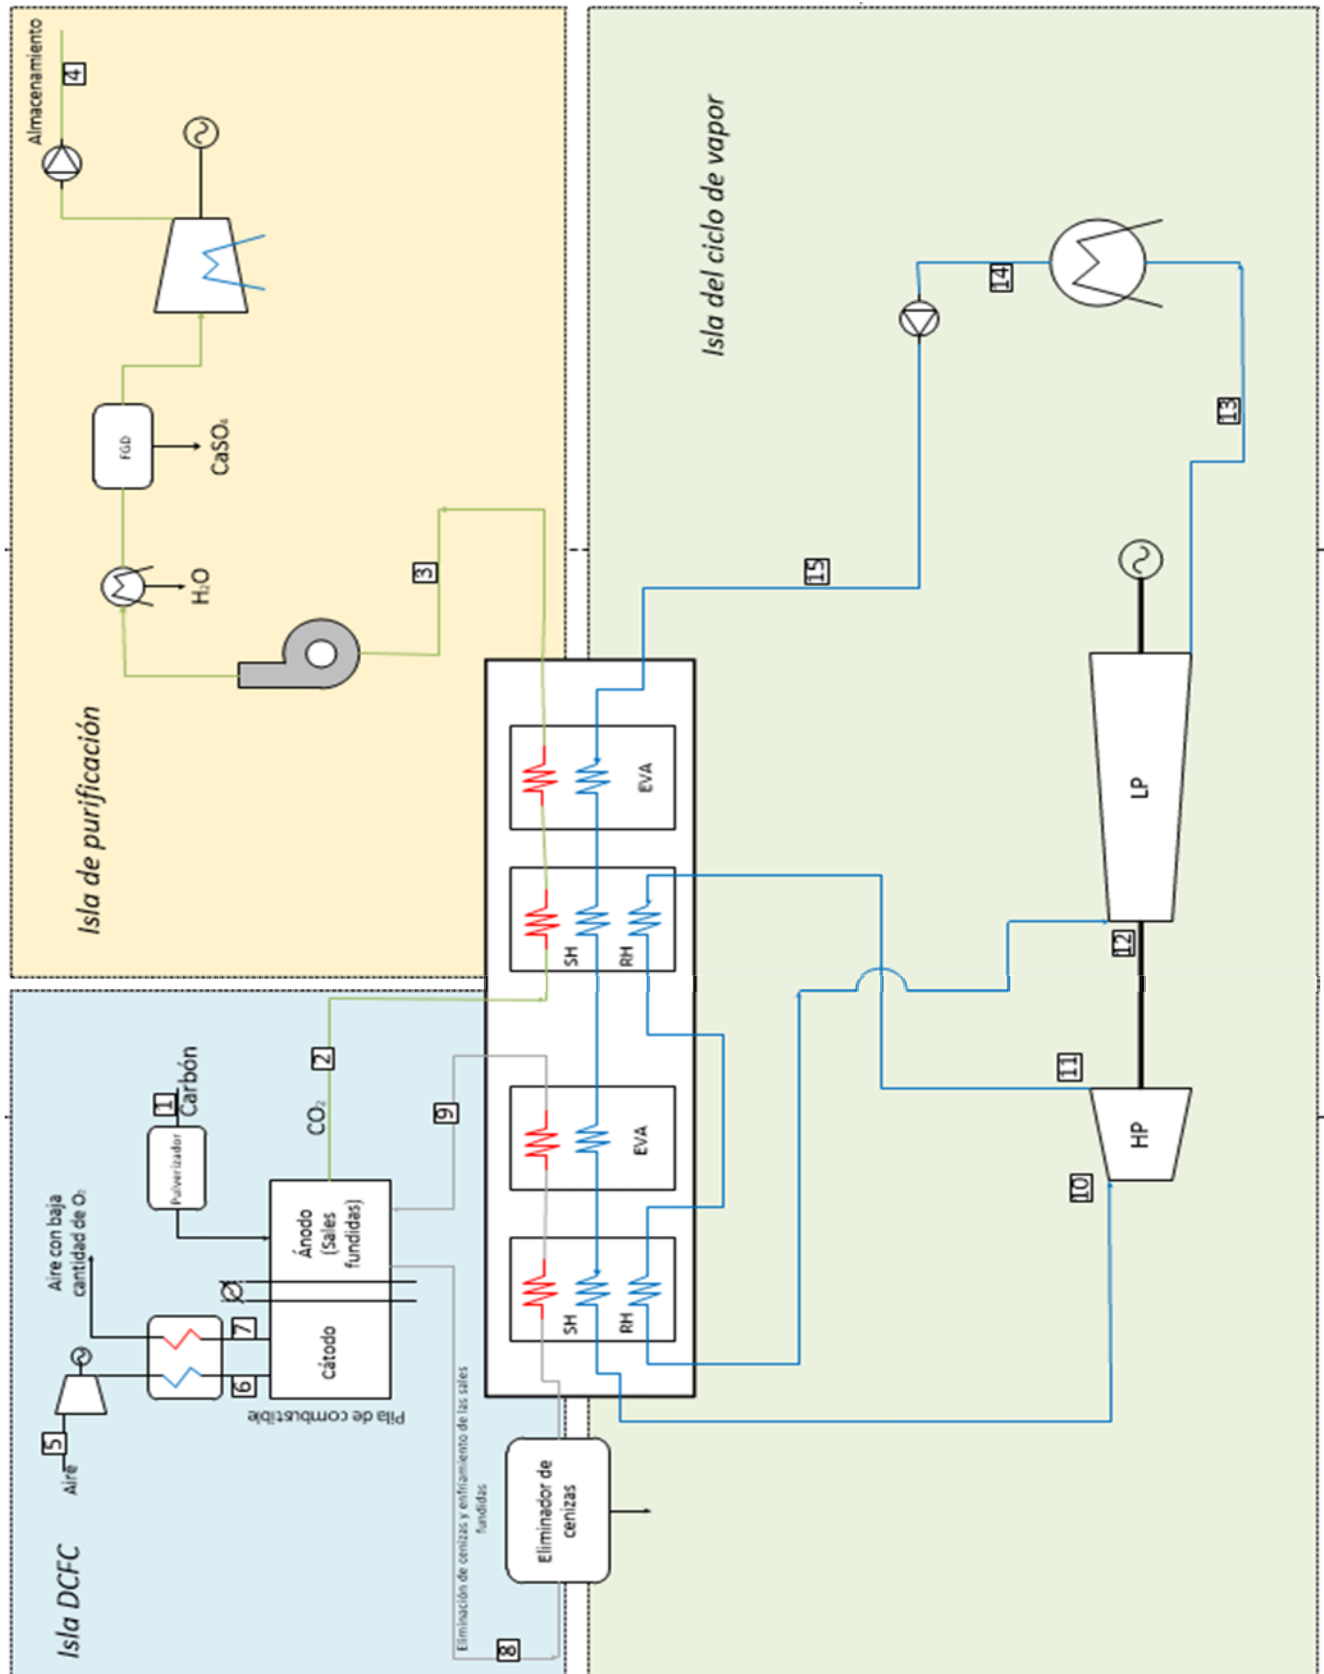 Isla DCFC
Aire
5
Aire con baja
cantidad de O₂
6
7
Pulverizador
1
Carbón
Pila de combustible
Cátodo
Ánodo
(Sales
fundidas)
CO₂
2
9
Eliminación de cenizas y enfriamiento de las sales
fundidas
8
Eliminador de
cenizas
Isla de purificación
3
H₂O
FGD
CaSO₄
Almacenamiento
4
SH
RH
EVA
SH
RH
EVA
Isla del ciclo de vapor
10
HP
11
12
LP
13
14
15